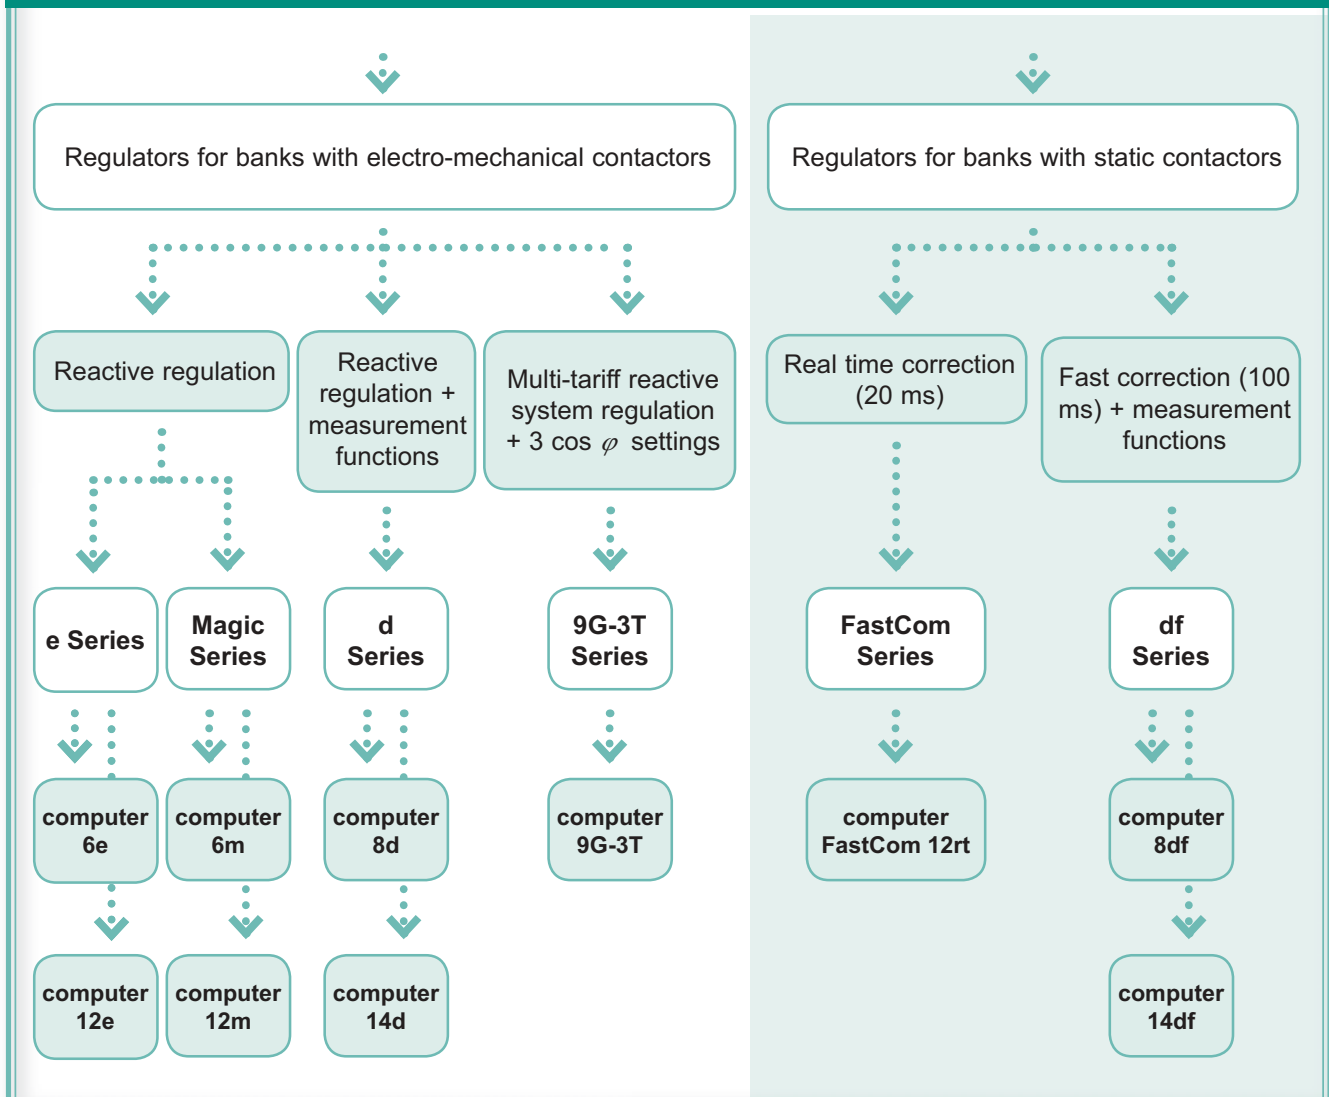 Regulators for banks with electro-mechanical contactors
Regulators for banks with static contactors
Reactive regulation
Reactive
regulation +
measurement
functions
Multi-tariff reactive
system regulation
+ 3 cos φ settings
Real time correction
(20 ms)
Fast correction (100
ms) + measurement
functions
e Series
Magic
Series
d
Series
9G-3T
Series
FastCom
Series
df
Series
computer
6e
computer
6m
computer
8d
computer
9G-3T
computer
FastCom 12rt
computer
8df
computer
12e
computer
12m
computer
14d
computer
14df